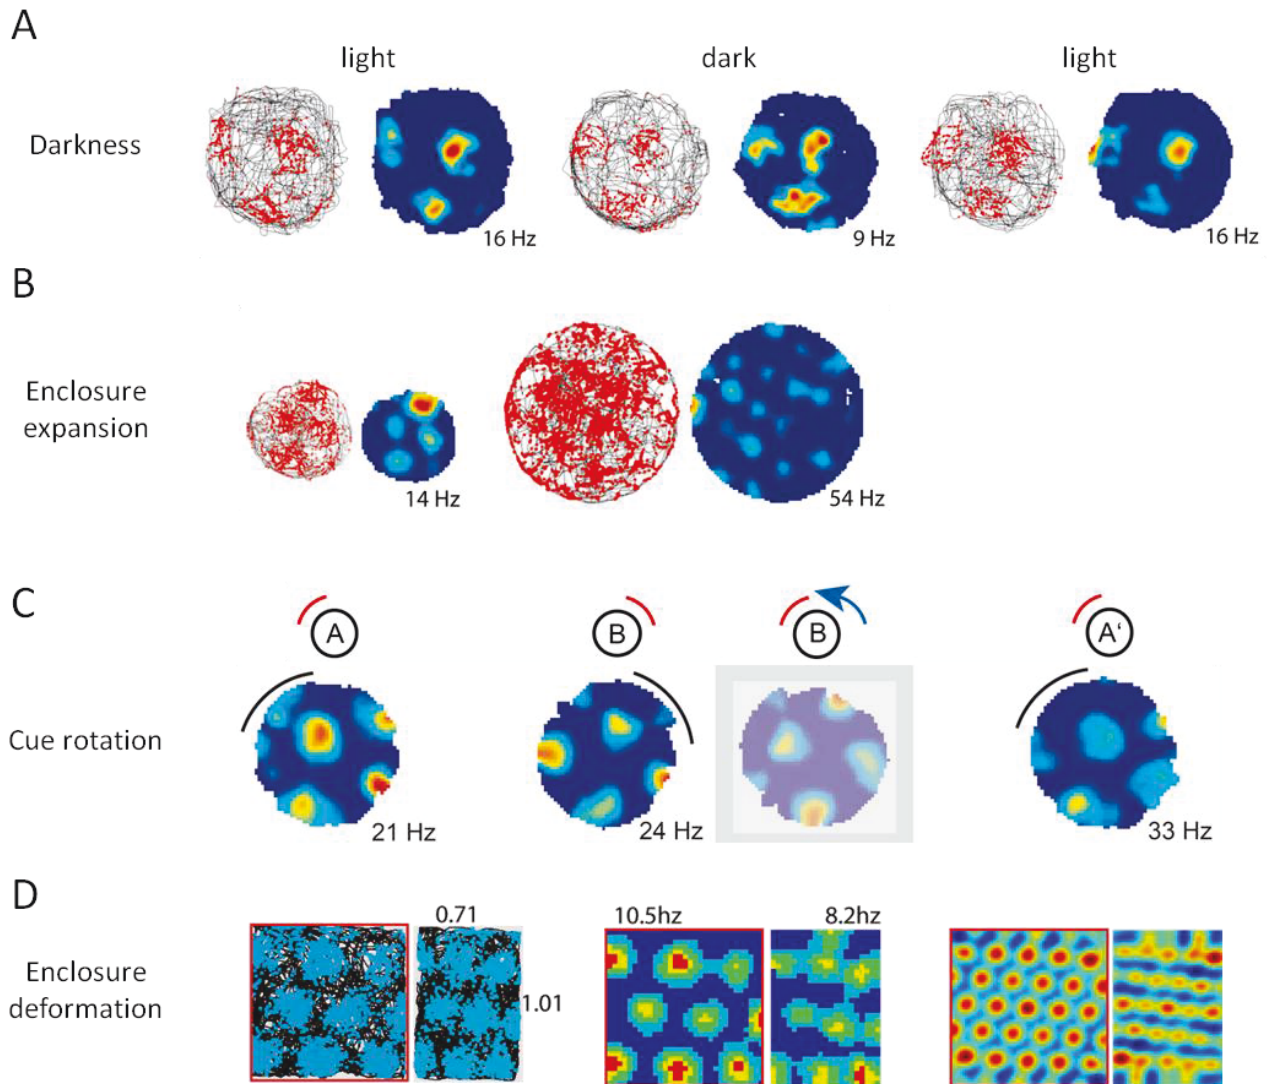 A
light
dark
light
Darkness
16 Hz
9 Hz
16 Hz
B
Enclosure
expansion
14 Hz
54 Hz
C
A
B
B
A'
Cue rotation
21 Hz
24 Hz
33 Hz
D
0.71
10.5hz
8.2hz
Enclosure
deformation
1.01